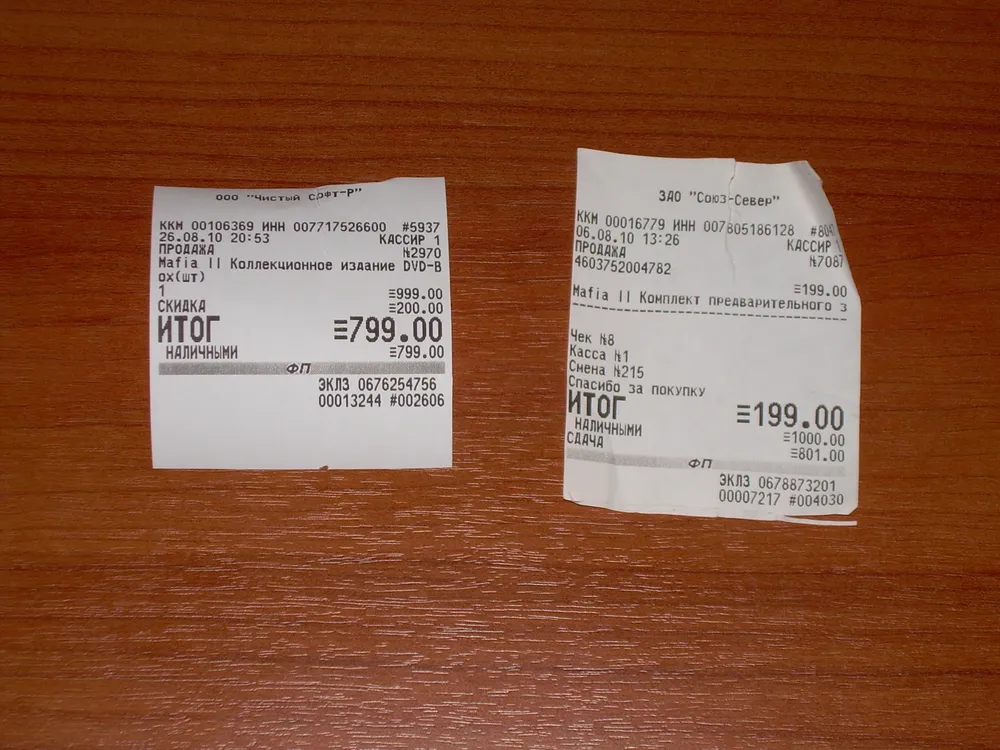 ООО "Чистый Софт-Р"
ККМ 00106369 ИНН 007717526600 #5937
26.08.10 20:53 КАССИР 1
ПРОДАЖА №2970
Mafia II Коллекционное издание DVD-B
ox(шт)
1 ≡999.00
СКИДКА ≡200.00
ИТОГ ≡799.00
НАЛИЧНЫМИ ≡799.00
ФП
ЭКЛЗ 0676254756
00013244 #002606
ЗАО "Союз-Север"
ККМ 00016779 ИНН 007805186128
06.08.10 13:26 КАССИР 1
ПРОДАЖА №7087
4603752004782
≡199.00
Mafia II Комплект предварительного з
Чек №8
Касса №1
Смена №215
Спасибо за покупку
ИТОГ ≡199.00
НАЛИЧНЫМИ ≡1000.00
СДАЧА ≡801.00
ФП
ЭКЛЗ 0678873201
00007217 #004030